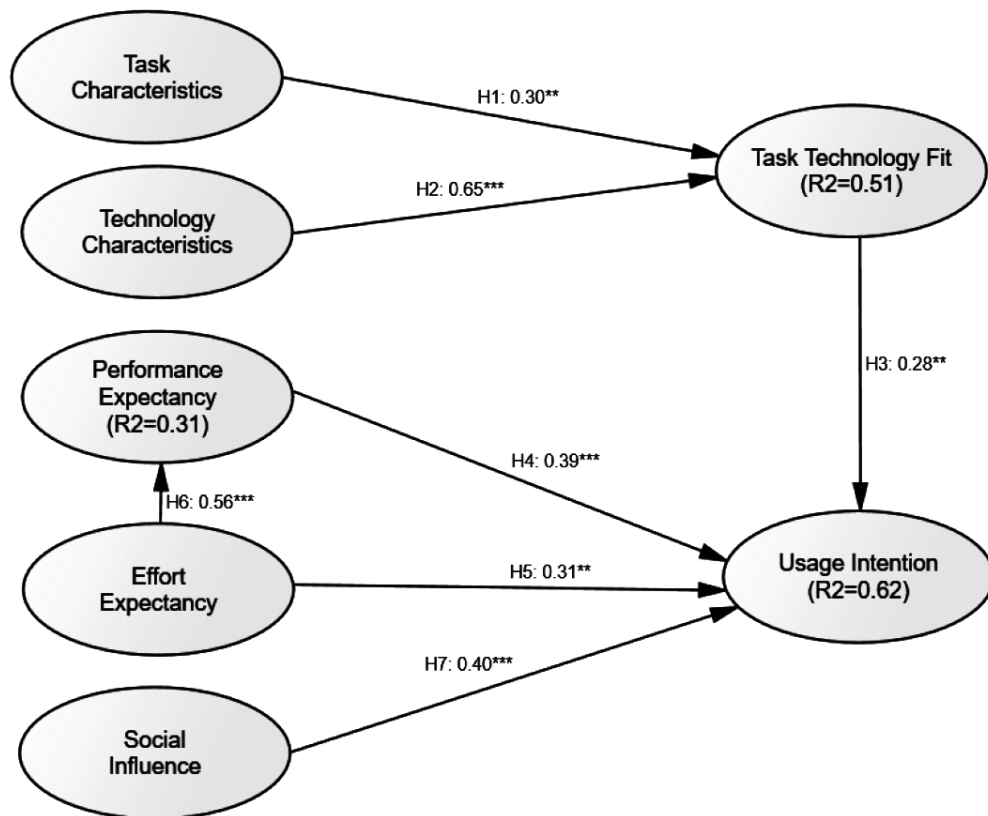 Task
Characteristics
H1: 0.30**
Task Technology Fit
(R2=0.51)
H2: 0.65***
Technology
Characteristics
Performance
Expectancy
(R2=0.31)
H3: 0.28**
H4: 0.39***
H6: 0.56***
Effort
Expectancy
H5: 0.31**
Usage Intention
(R2=0.62)
H7: 0.40***
Social
Influence